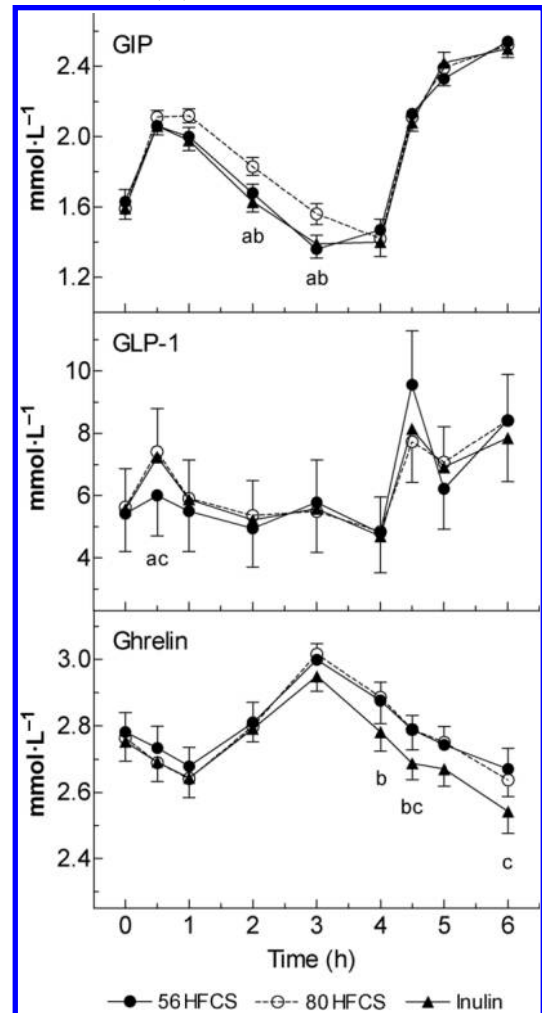 GIP
mmol·L⁻¹
2.4
2.0
1.6
1.2
ab
ab
GLP-1
mmol·L⁻¹
10
8
6
4
ac
Ghrelin
mmol·L⁻¹
3.0
2.8
2.6
2.4
b
bc
c
0 1 2 3 4 5 6
Time (h)
56 HFCS 80 HFCS Inulin